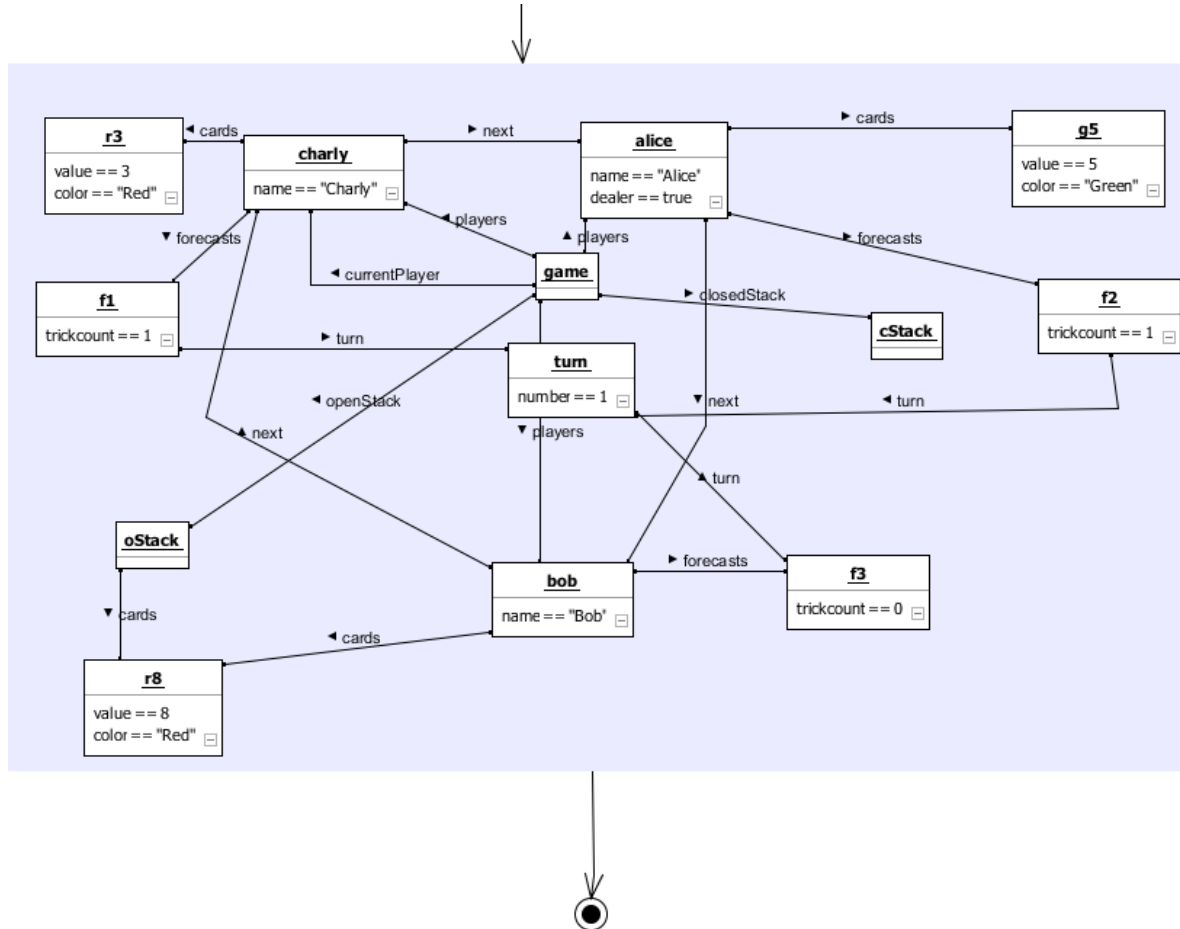 r3
value == 3
color == "Red"
cards
charly
name == "Charly"
next
alice
name == "Alice"
dealer == true
cards
g5
value == 5
color == "Green"
forecasts
players
players
forecasts
currentPlayer
game
closedStack
f1
trickcount == 1
f2
trickcount == 1
cStack
turn
turn
number == 1
openStack
next
turn
next
players
turn
oStack
cards
bob
name == "Bob"
forecasts
f3
trickcount == 0
cards
r8
value == 8
color == "Red"